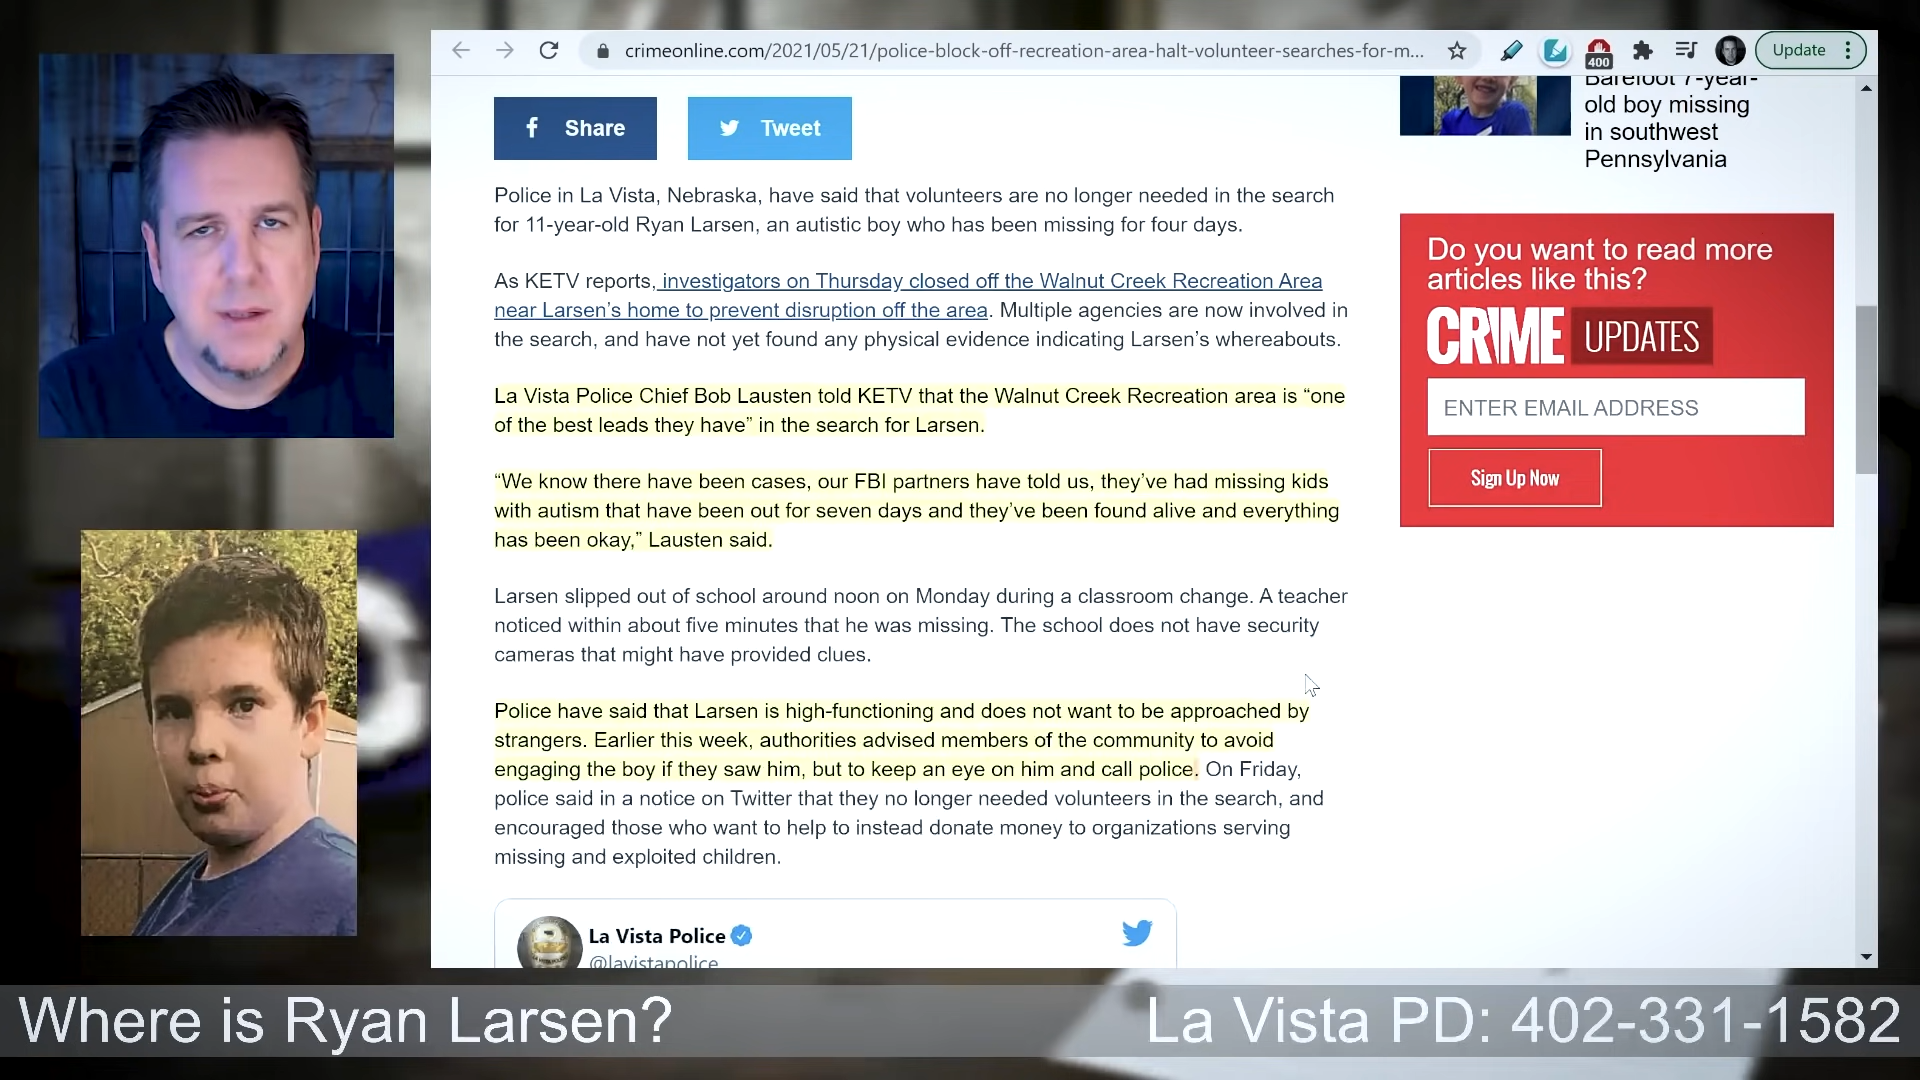 crimeonline.com/2021/05/21/police-block-off-recreation-area-halt-volunteer-searches-for-m...
400
Update
Share
Tweet
Police in La Vista, Nebraska, have said that volunteers are no longer needed in the search
for 11-year-old Ryan Larsen, an autistic boy who has been missing for four days.
As KETV reports, investigators on Thursday closed off the Walnut Creek Recreation Area
near Larsen’s home to prevent disruption off the area. Multiple agencies are now involved in
the search, and have not yet found any physical evidence indicating Larsen’s whereabouts.
La Vista Police Chief Bob Lausten told KETV that the Walnut Creek Recreation area is “one
of the best leads they have” in the search for Larsen.
“We know there have been cases, our FBI partners have told us, they’ve had missing kids
with autism that have been out for seven days and they’ve been found alive and everything
has been okay,” Lausten said.
Larsen slipped out of school around noon on Monday during a classroom change. A teacher
noticed within about five minutes that he was missing. The school does not have security
cameras that might have provided clues.
Police have said that Larsen is high-functioning and does not want to be approached by
strangers. Earlier this week, authorities advised members of the community to avoid
engaging the boy if they saw him, but to keep an eye on him and call police. On Friday,
police said in a notice on Twitter that they no longer needed volunteers in the search, and
encouraged those who want to help to instead donate money to organizations serving
missing and exploited children.
La Vista Police
@lavistapolice
Barefoot 7-year-
old boy missing
in southwest
Pennsylvania
Do you want to read more
articles like this?
CRIME UPDATES
ENTER EMAIL ADDRESS
Sign Up Now
Where is Ryan Larsen?
La Vista PD: 402-331-1582